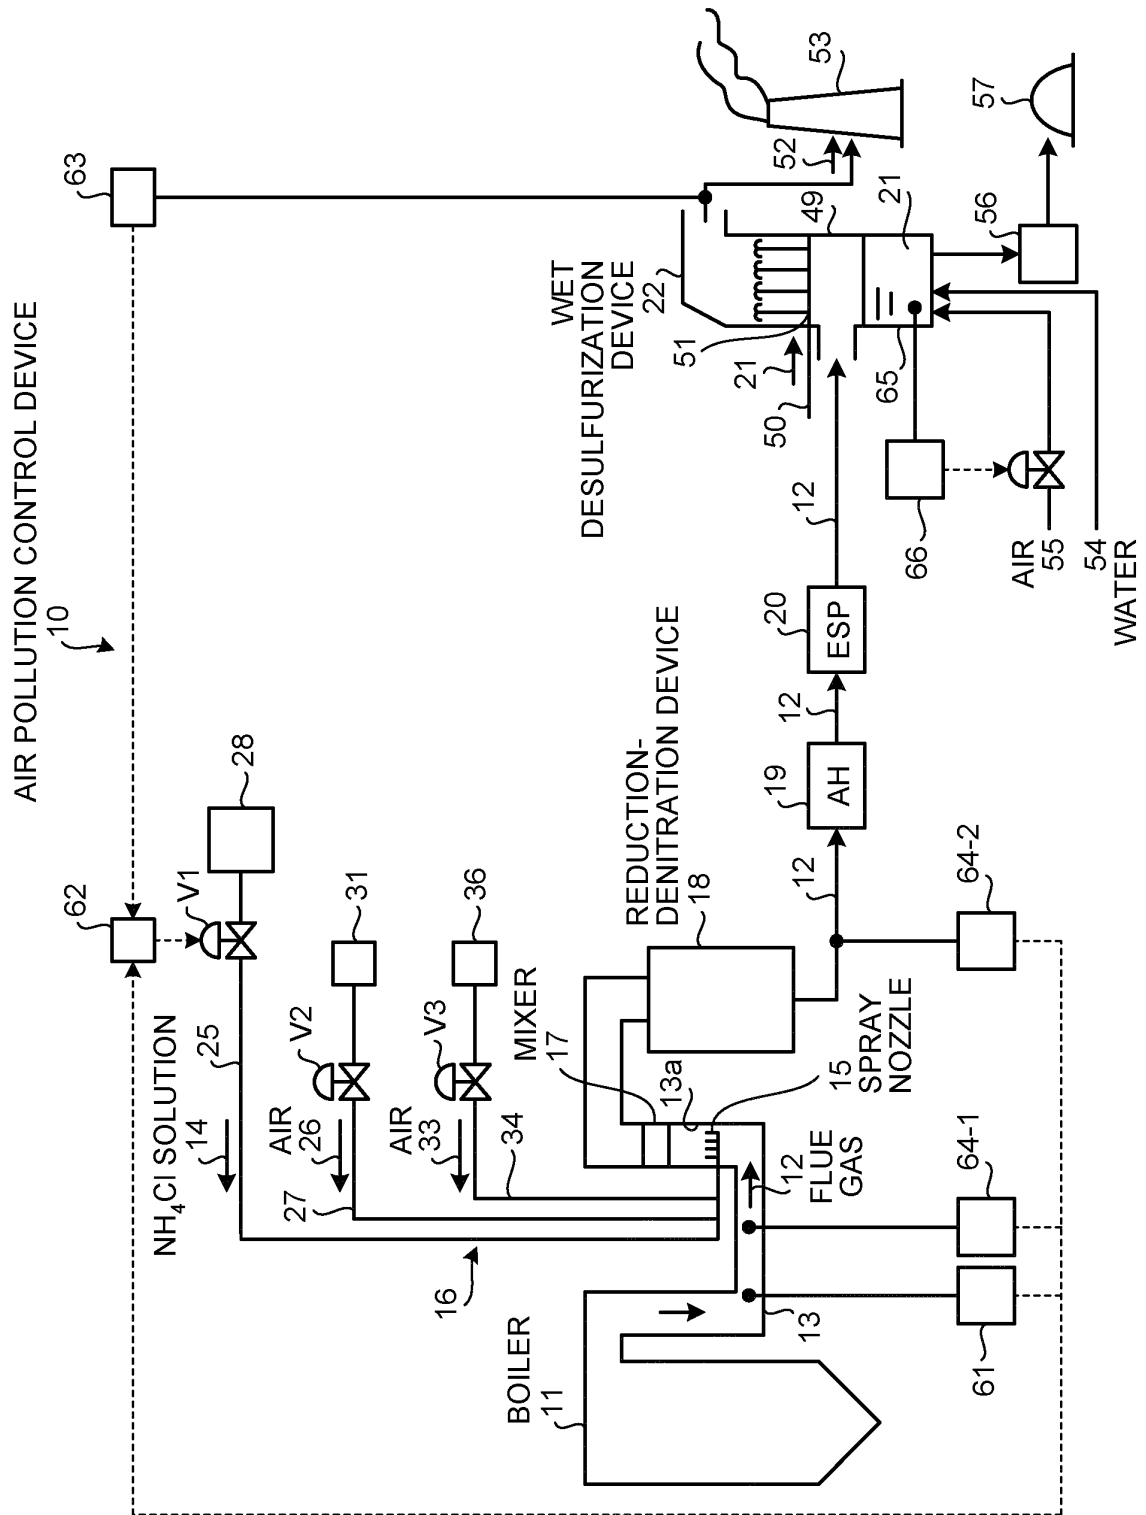 AIR POLLUTION CONTROL DEVICE
10
62
63
V1
28
NH₄Cl SOLUTION
14
25
V2
31
AIR
26
27
V3
36
AIR
33
34
16
MIXER
17
13a
REDUCTION-
DENITRATION DEVICE
18
15
SPRAY
NOZZLE
BOILER
11
12
FLUE
GAS
13
61
64-1
64-2
12
19
AH
12
20
ESP
12
WET
DESULFURIZATION
DEVICE
22
50
21
51
49
21
65
66
AIR
55
54
WATER
56
57
52
53